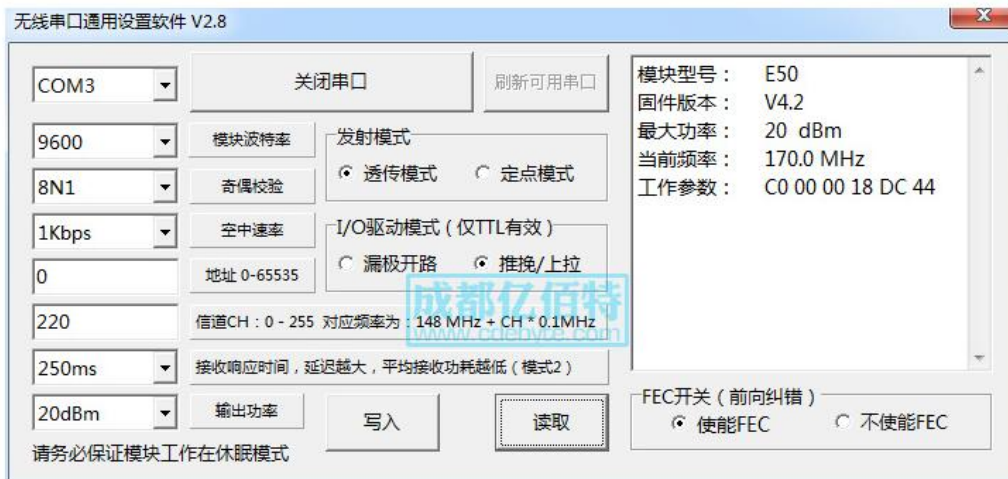 无线串口通用设置软件 V2.8
x
COM3
关闭串口
刷新可用串口
9600
模块波特率
发射模式
透传模式
定点模式
8N1
奇偶校验
1Kbps
空中速率
I/O驱动模式（仅TTL有效）
漏极开路
推挽/上拉
0
地址 0-65535
220
信道CH：0 - 255 对应频率为：148 MHz + CH * 0.1MHz
250ms
接收响应时间，延迟越大，平均接收功耗越低（模式2）
20dBm
输出功率
写入
读取
请务必保证模块工作在休眠模式
模块型号： E50
固件版本： V4.2
最大功率： 20 dBm
当前频率： 170.0 MHz
工作参数： C0 00 00 18 DC 44
FEC开关（前向纠错）
使能FEC
不使能FEC
成都亿佰特
www.cdebyte.com